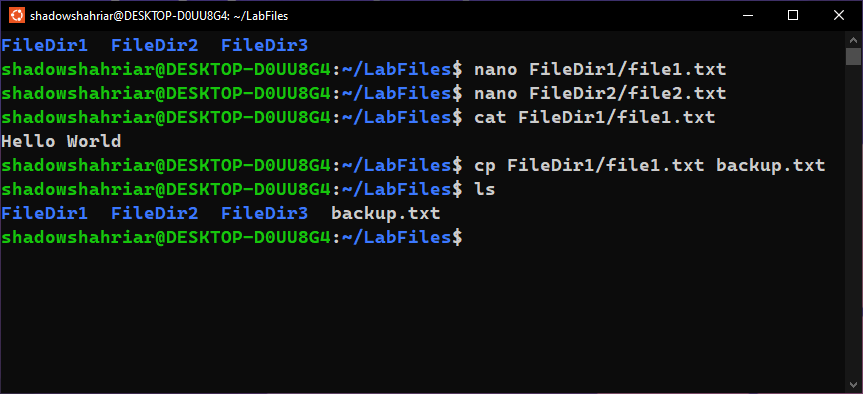 shadowshahriar@DESKTOP-D0UU8G4: ~/LabFiles
FileDir1  FileDir2  FileDir3
shadowshahriar@DESKTOP-D0UU8G4:~/LabFiles$ nano FileDir1/file1.txt
shadowshahriar@DESKTOP-D0UU8G4:~/LabFiles$ nano FileDir2/file2.txt
shadowshahriar@DESKTOP-D0UU8G4:~/LabFiles$ cat FileDir1/file1.txt
Hello World
shadowshahriar@DESKTOP-D0UU8G4:~/LabFiles$ cp FileDir1/file1.txt backup.txt
shadowshahriar@DESKTOP-D0UU8G4:~/LabFiles$ ls
FileDir1  FileDir2  FileDir3  backup.txt
shadowshahriar@DESKTOP-D0UU8G4:~/LabFiles$